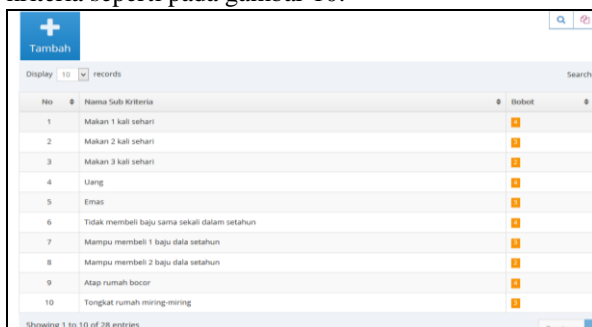 kriteria seperti pada gambar 10.
Tambah
Display 10 records
Search
No Nama Sub Kriteria Bobot
1 Makan 1 kali sehari 4
2 Makan 2 kali sehari 3
3 Makan 3 kali sehari 2
4 Uang 4
5 Emas 3
6 Tidak membeli baju sama sekali dalam setahun 4
7 Mampu membeli 1 baju dala setahun
8 Mampu membeli 2 baju dala setahun 2
9 Atap rumah bocor 4
10 Tongkat rumah miring-miring 3
Showing 1 to 10 of 28 entries